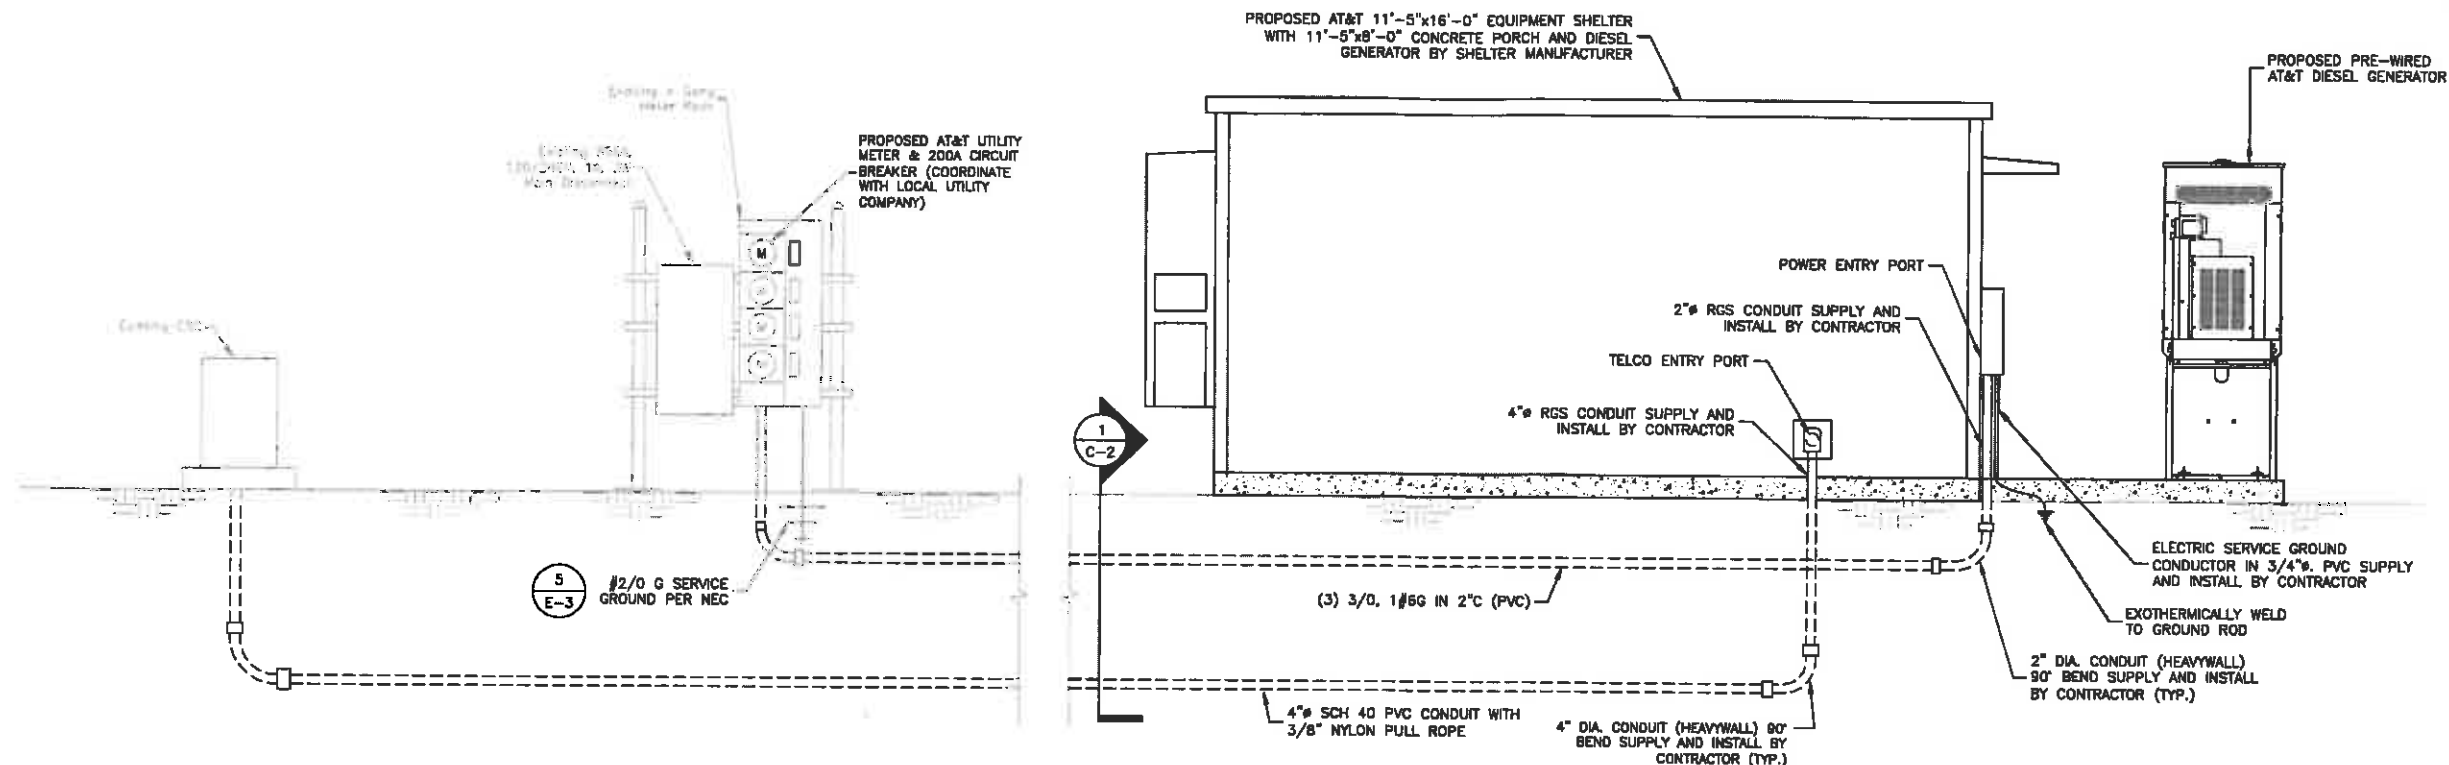 PROPOSED AT&T 11'-5"x16'-0" EQUIPMENT SHELTER
WITH 11'-5"x8'-0" CONCRETE PORCH AND DIESEL
GENERATOR BY SHELTER MANUFACTURER
PROPOSED PRE-WIRED
AT&T DIESEL GENERATOR
Meter
PROPOSED AT&T UTILITY
METER & 200A CIRCUIT
BREAKER (COORDINATE
WITH LOCAL UTILITY
COMPANY)
Existing
Main Disconnect
M
POWER ENTRY PORT
2"ø RGS CONDUIT SUPPLY AND
INSTALL BY CONTRACTOR
TELCO ENTRY PORT
4"ø RGS CONDUIT SUPPLY AND
INSTALL BY CONTRACTOR
1
C-2
5
E-3
#2/0 G SERVICE
GROUND PER NEC
(3) 3/0, 1#6G IN 2"C (PVC)
ELECTRIC SERVICE GROUND
CONDUCTOR IN 3/4"ø. PVC SUPPLY
AND INSTALL BY CONTRACTOR
EXOTHERMICALLY WELD
TO GROUND ROD
2" DIA. CONDUIT (HEAVYWALL)
90° BEND SUPPLY AND INSTALL
BY CONTRACTOR (TYP.)
4"ø SCH 40 PVC CONDUIT WITH
3/8" NYLON PULL ROPE
4" DIA. CONDUIT (HEAVYWALL) 90°
BEND SUPPLY AND INSTALL BY
CONTRACTOR (TYP.)